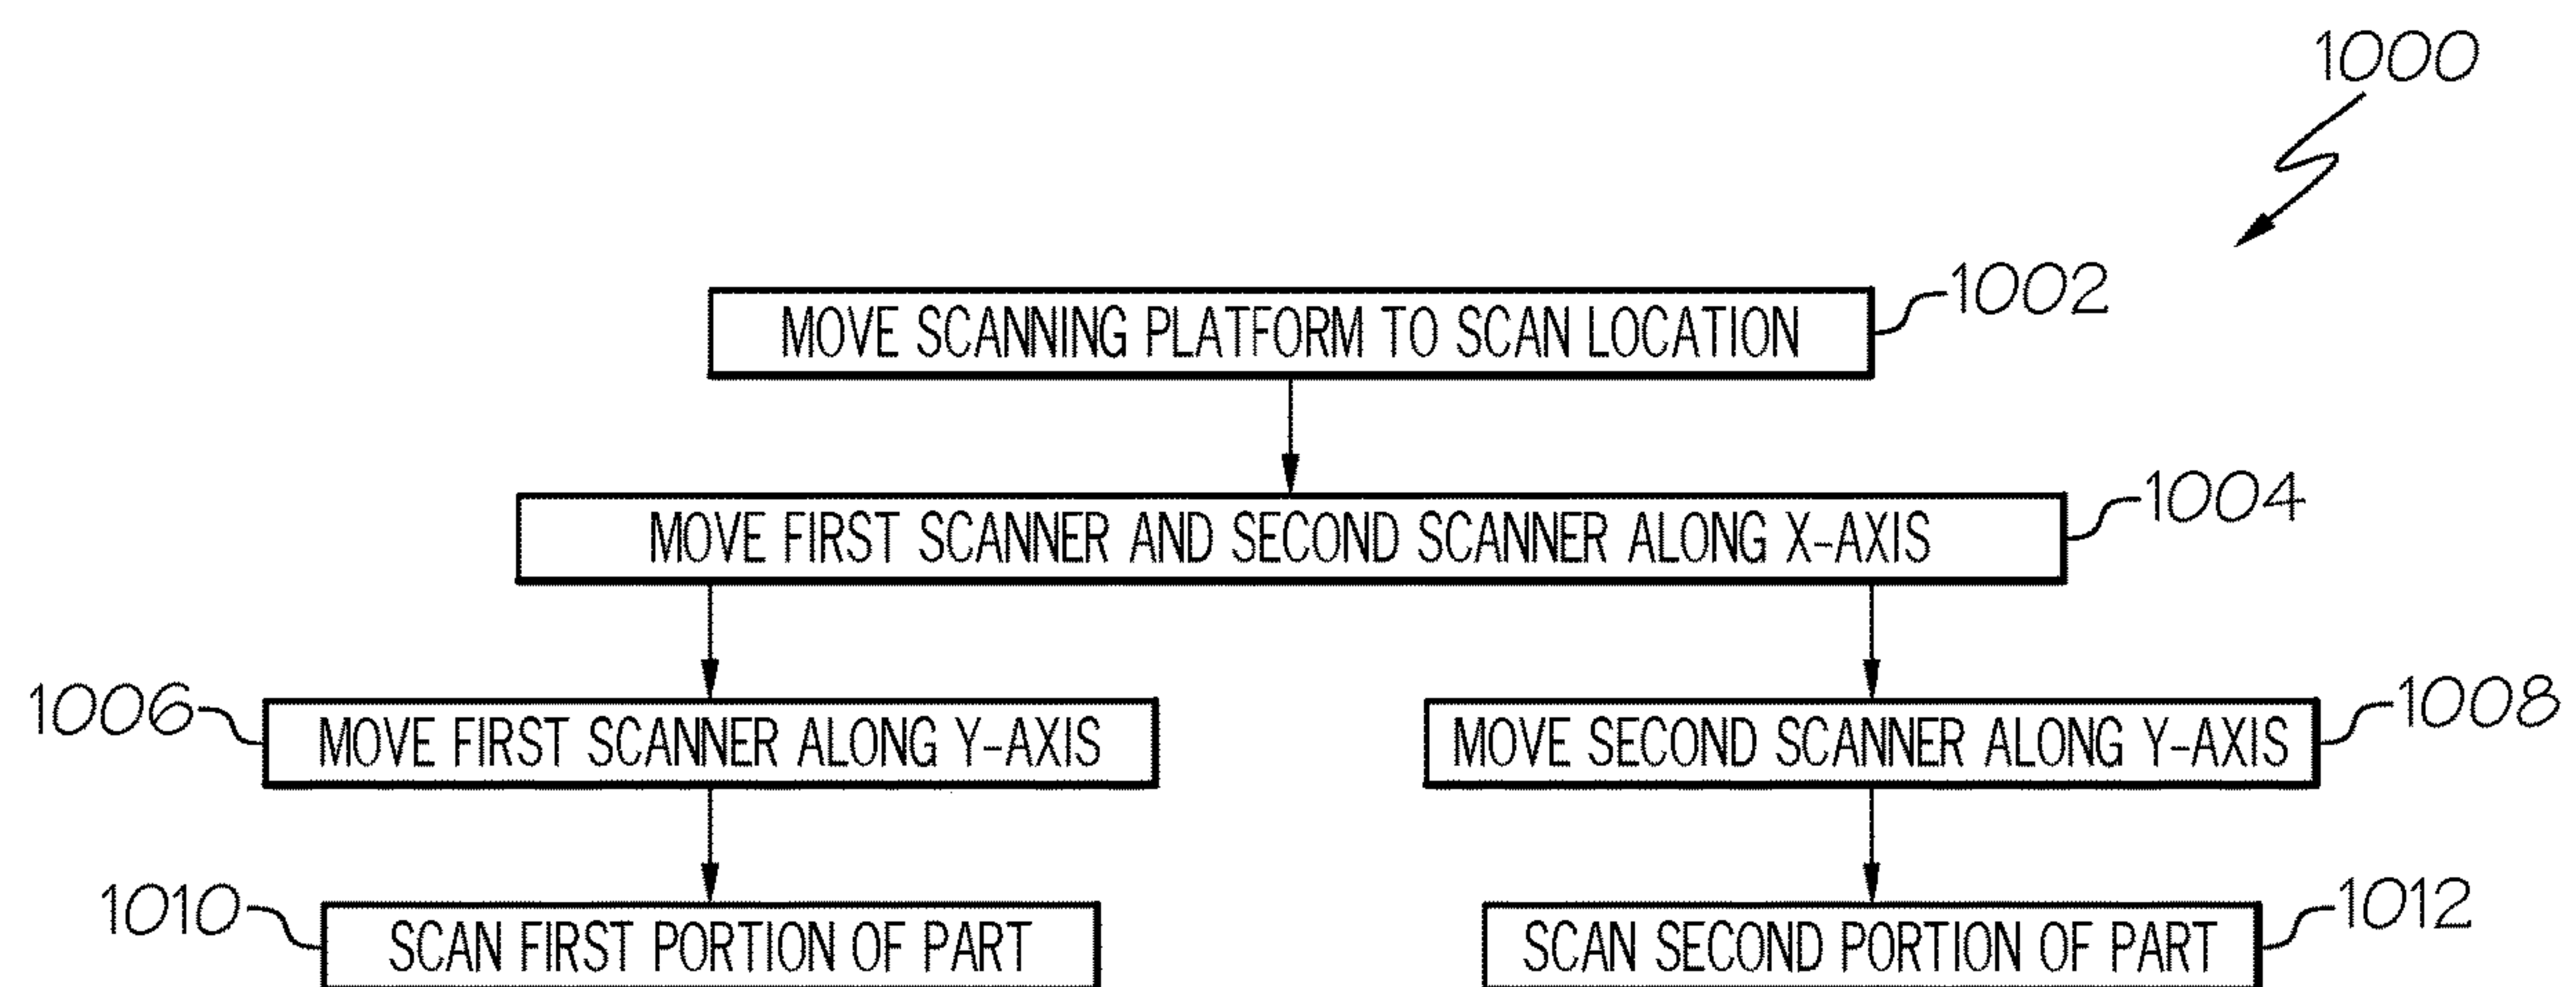 1000
MOVE SCANNING PLATFORM TO SCAN LOCATION
1002
MOVE FIRST SCANNER AND SECOND SCANNER ALONG X-AXIS
1004
1006
MOVE FIRST SCANNER ALONG Y-AXIS
MOVE SECOND SCANNER ALONG Y-AXIS
1008
1010
SCAN FIRST PORTION OF PART
SCAN SECOND PORTION OF PART
1012